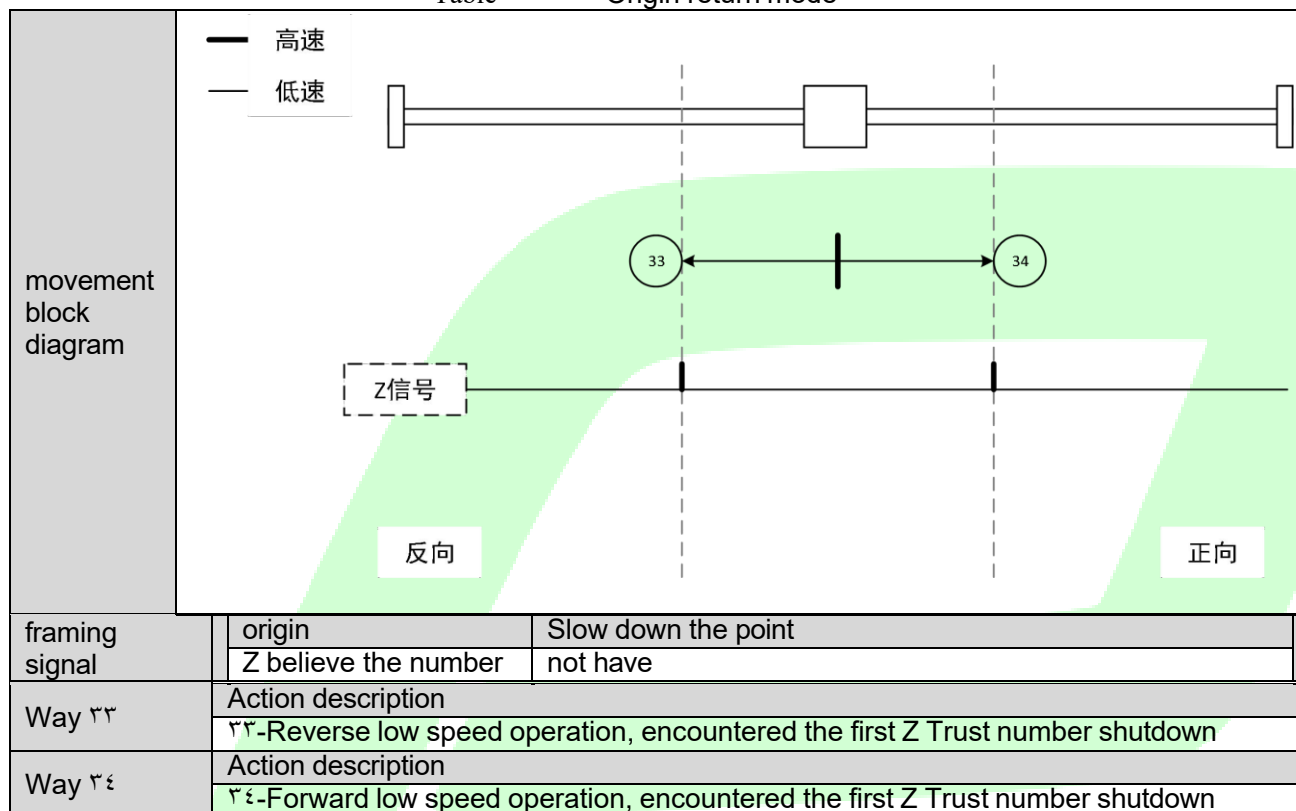 Table Origin return mode
高速
低速
33
34
movement
block
diagram
Z信号
反向
正向
framing
signal
origin
Slow down the point
Z believe the number
not have
Way ٣٣
Action description
٣٣-Reverse low speed operation, encountered the first Z Trust number shutdown
Way ٣٤
Action description
٣٤-Forward low speed operation, encountered the first Z Trust number shutdown